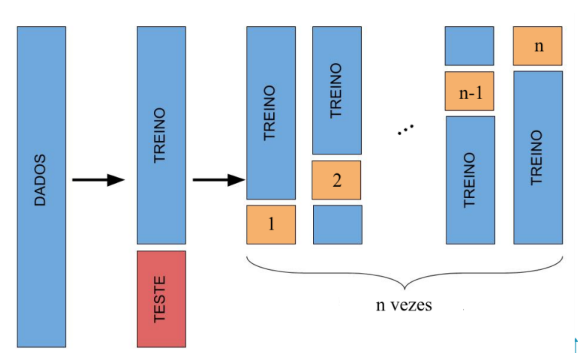 DADOS
TREINO
TESTE
TREINO
1
TREINO
2
...
n-1
TREINO
n
TREINO
n vezes